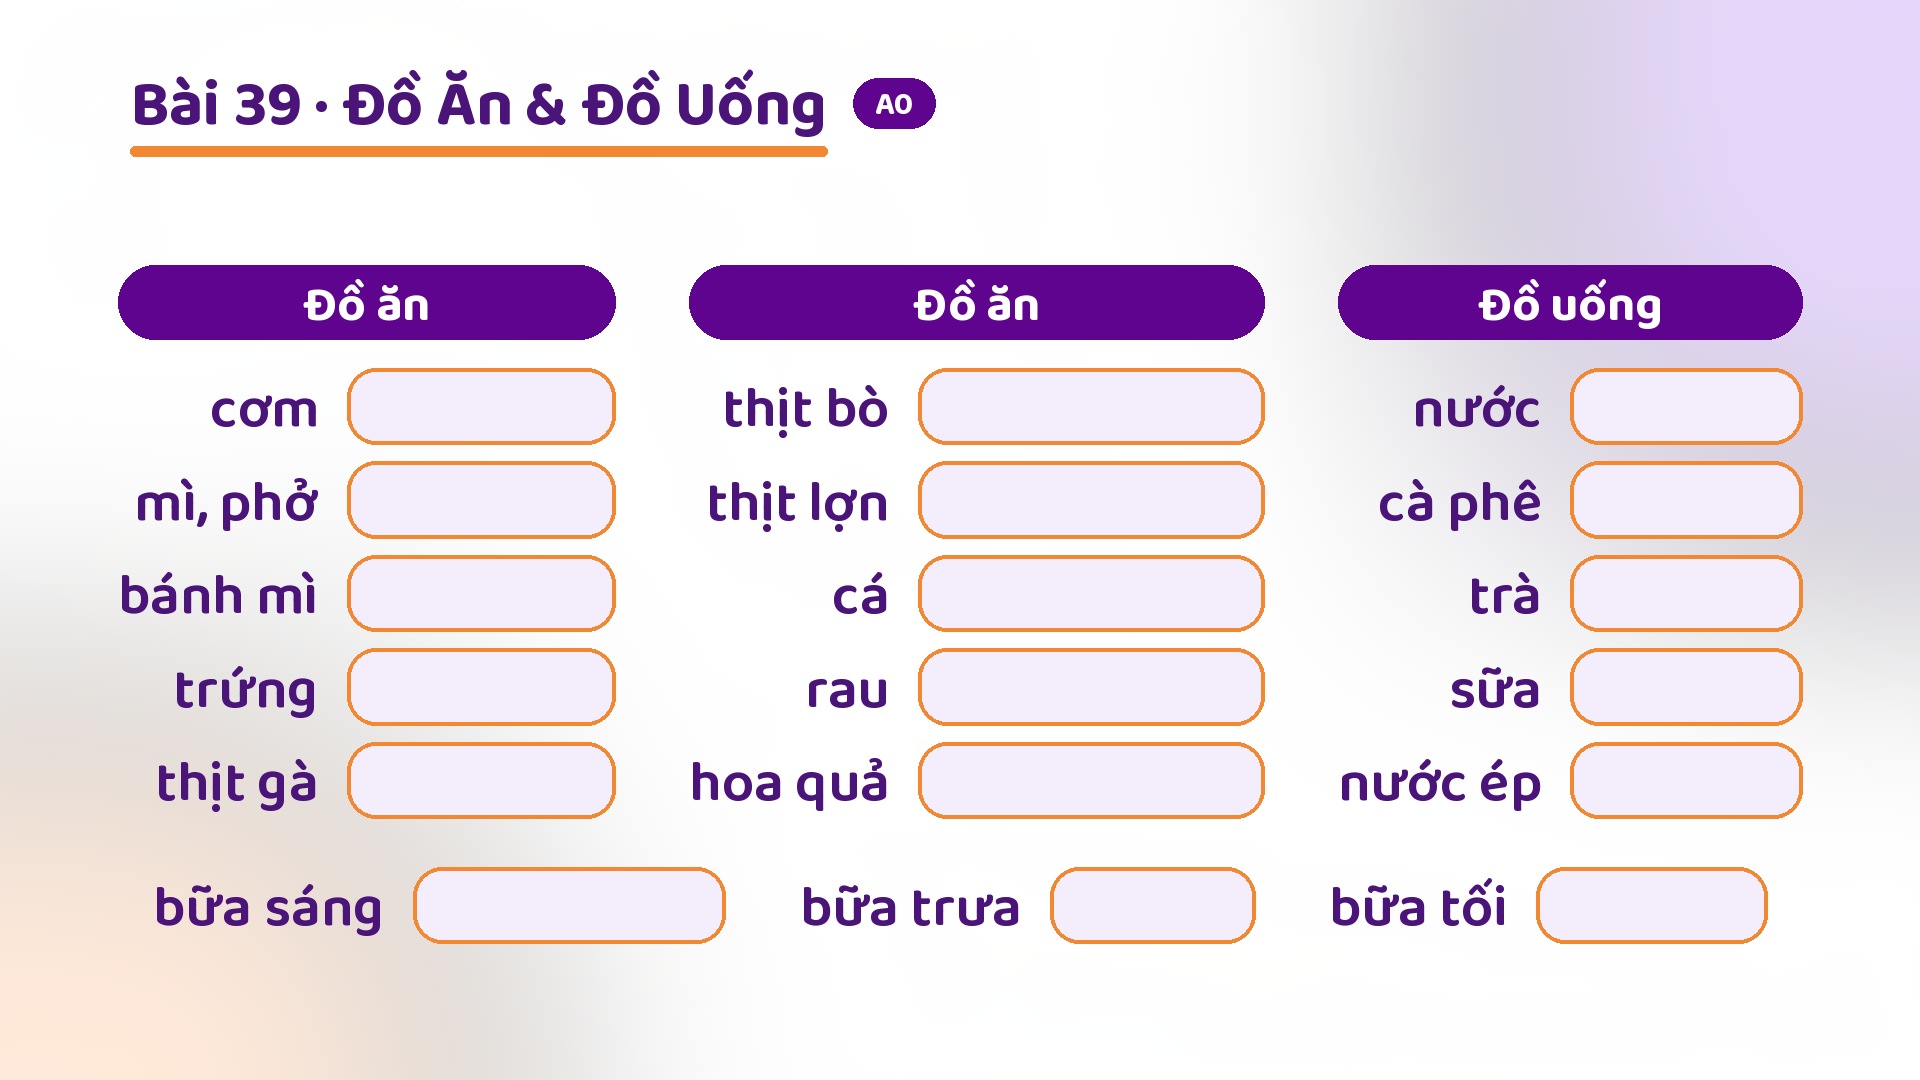 Bài 39 · Đồ Ăn & Đồ Uống A0
Đồ ăn Đồ ăn Đồ uống
cơm thịt bò nước
mì, phở thịt lợn cà phê
bánh mì cá trà
trứng rau sữa
thịt gà hoa quả nước ép
bữa sáng bữa trưa bữa tối